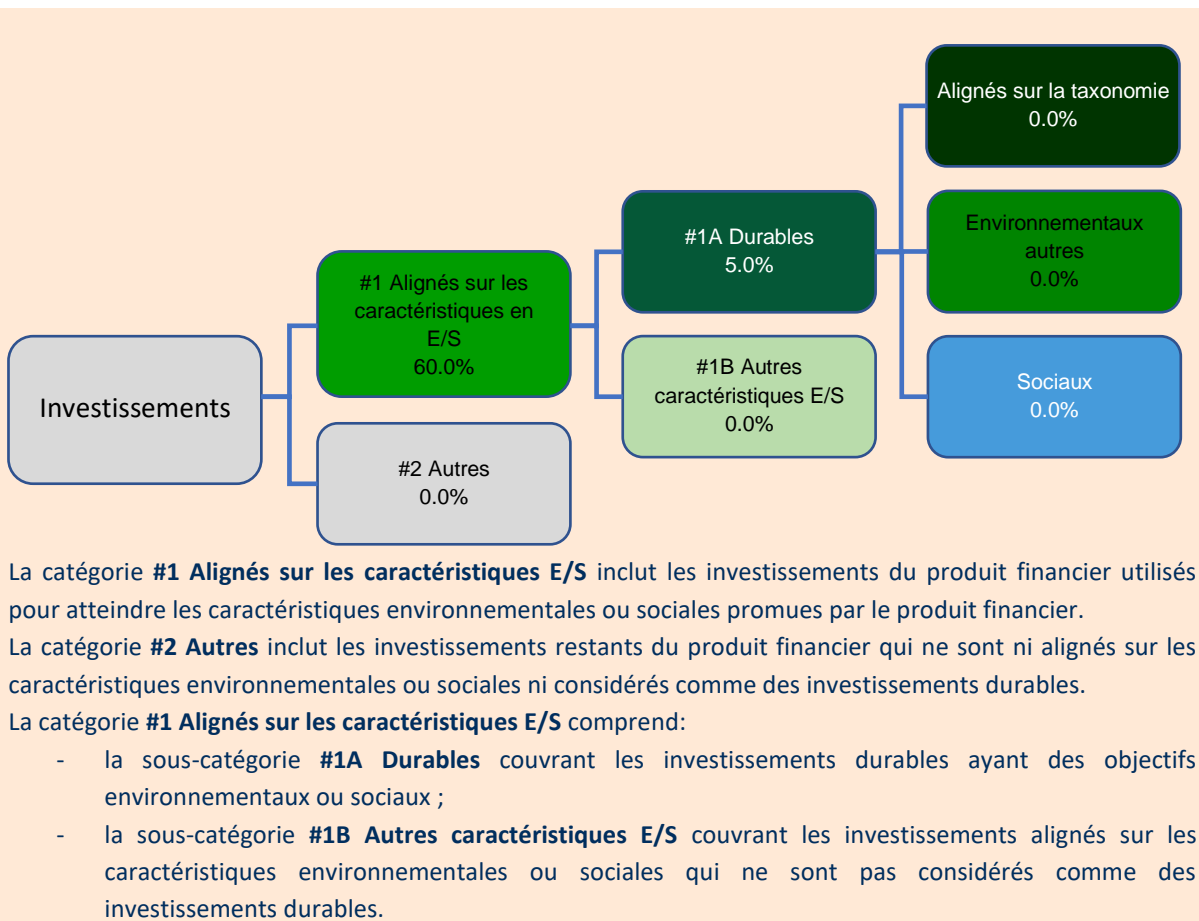 Alignés sur la taxonomie
0.0%
#1A Durables
5.0%
Environnementaux
autres
0.0%
#1 Alignés sur les
caractéristiques en
E/S
60.0%
#1B Autres
caractéristiques E/S
0.0%
Sociaux
0.0%
Investissements
#2 Autres
0.0%
La catégorie #1 Alignés sur les caractéristiques E/S inclut les investissements du produit financier utilisés
pour atteindre les caractéristiques environnementales ou sociales promues par le produit financier.
La catégorie #2 Autres inclut les investissements restants du produit financier qui ne sont ni alignés sur les
caractéristiques environnementales ou sociales ni considérés comme des investissements durables.
La catégorie #1 Alignés sur les caractéristiques E/S comprend:
- la sous-catégorie #1A Durables couvrant les investissements durables ayant des objectifs
environnementaux ou sociaux ;
- la sous-catégorie #1B Autres caractéristiques E/S couvrant les investissements alignés sur les
caractéristiques environnementales ou sociales qui ne sont pas considérés comme des
investissements durables.